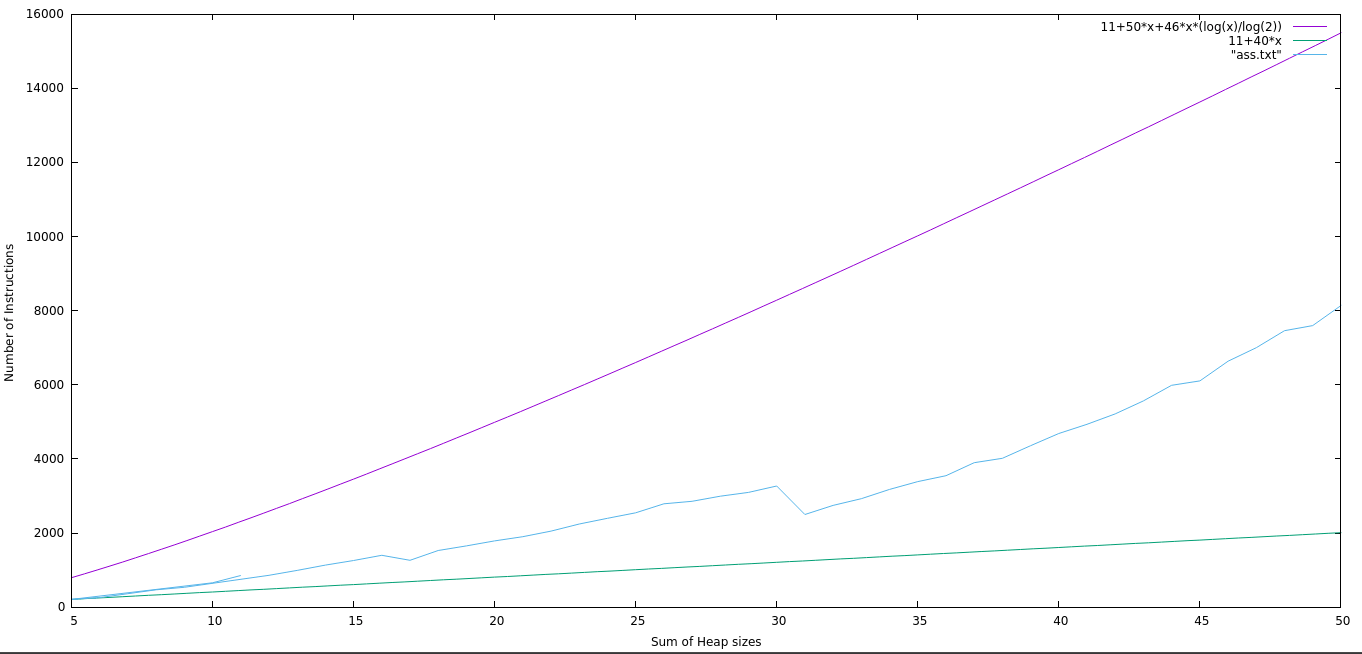 16000
14000
12000
10000
8000
6000
4000
2000
0
Number of Instructions
11+50*x+46*x*(log(x)/log(2))
11+40*x
"ass.txt"
5 10 15 20 25 30 35 40 45 50
Sum of Heap sizes